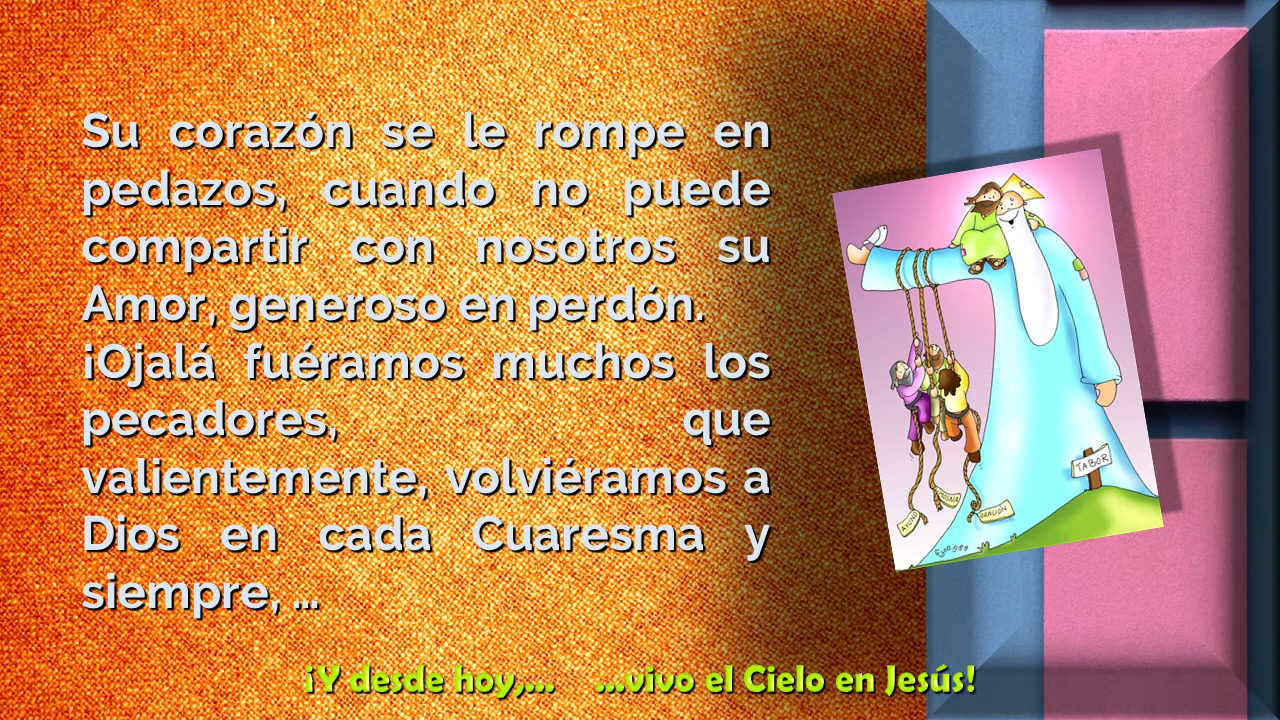 Su corazón se le rompe en
pedazos, cuando no puede
compartir con nosotros su
Amor, generoso en perdón.
¡Ojalá fuéramos muchos los
pecadores, que
valientemente, volviéramos a
Dios en cada Cuaresma y
siempre, ...
TABOR
AYUNO
ORACIÓN
¡Y desde hoy,... ...vivo el Cielo en Jesús!